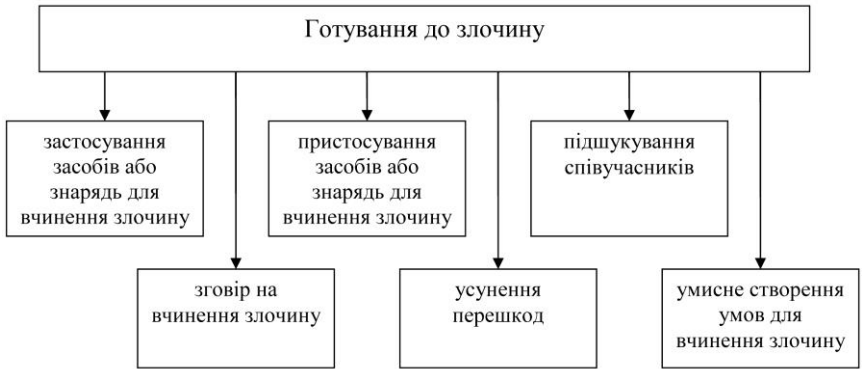 Готування до злочину
застосування
засобів або
знарядь для
вчинення злочину
пристосування
засобів або
знарядь для
вчинення злочину
підшукування
співучасників
зговір на
вчинення злочину
усунення
перешкод
умисне створення
умов для
вчинення злочину